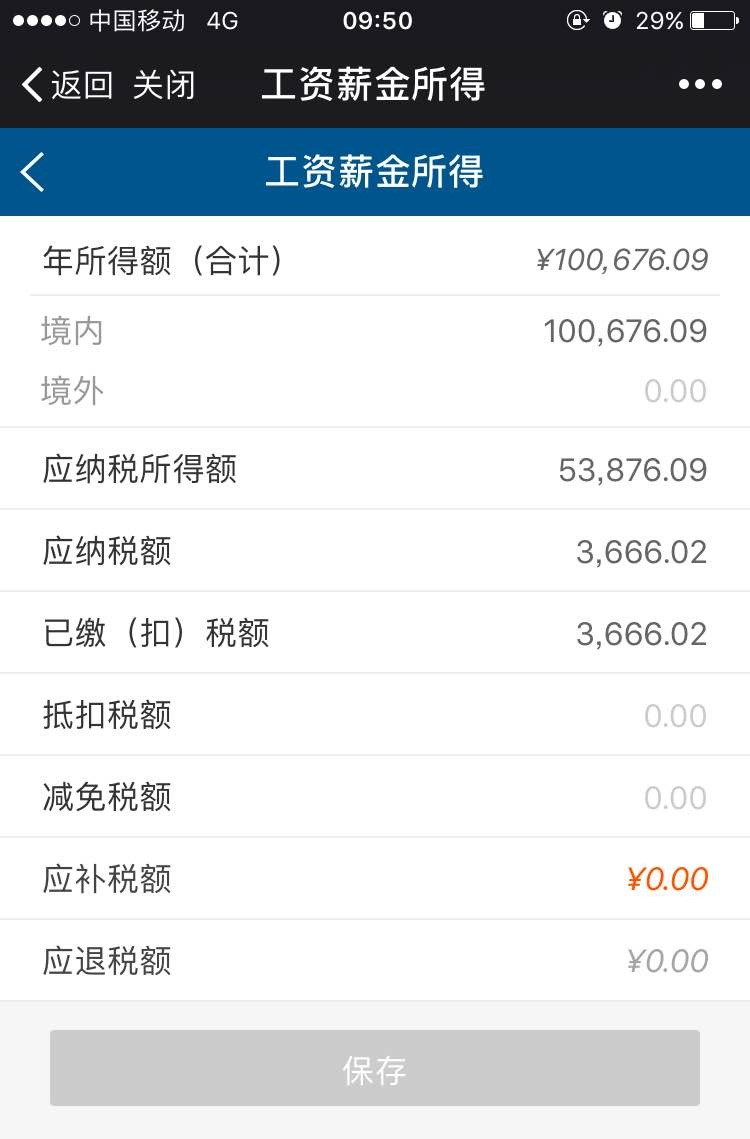 中国移动 4G 09:50 29%
返回 关闭 工资薪金所得
工资薪金所得
年所得额（合计） ¥100,676.09
境内 100,676.09
境外 0.00
应纳税所得额 53,876.09
应纳税额 3,666.02
已缴（扣）税额 3,666.02
抵扣税额 0.00
减免税额 0.00
应补税额 ¥0.00
应退税额 ¥0.00
保存